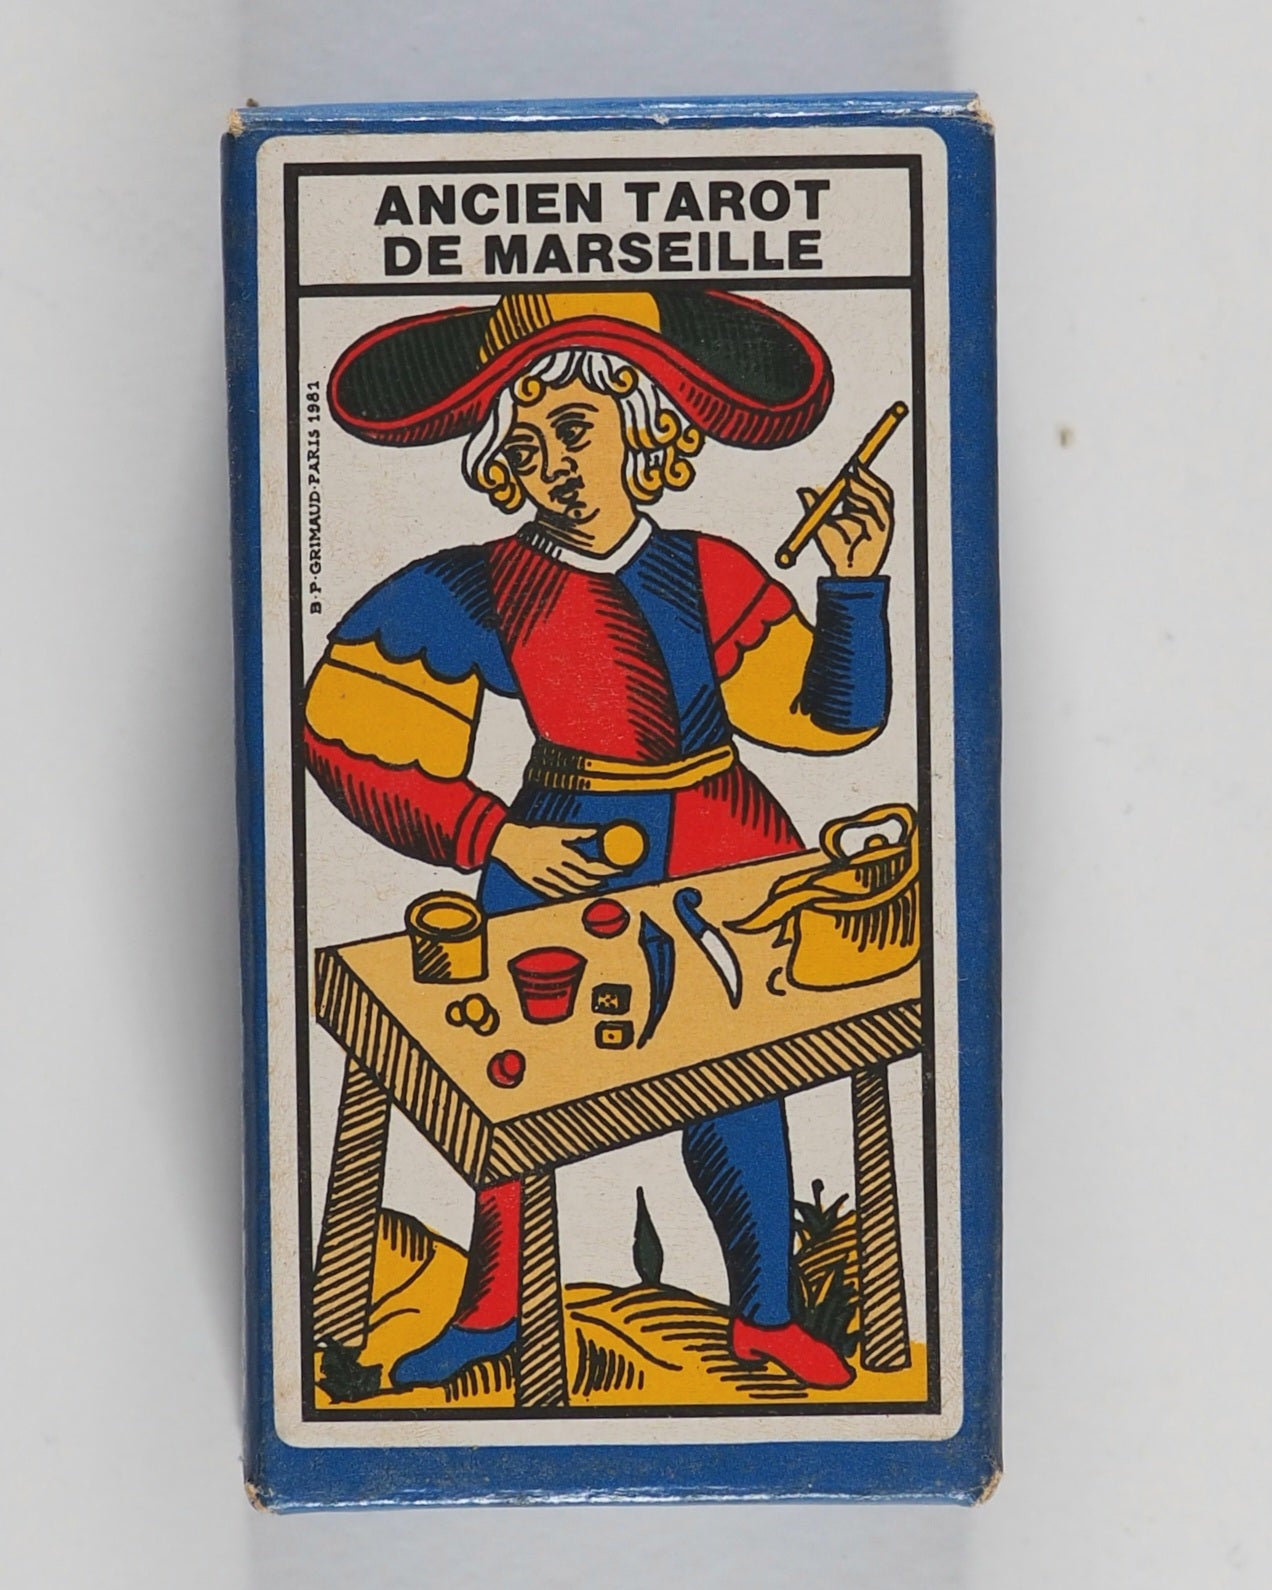 ANCIEN TAROT
DE MARSEILLE
B·P·GRIMAUD·PARIS 1981